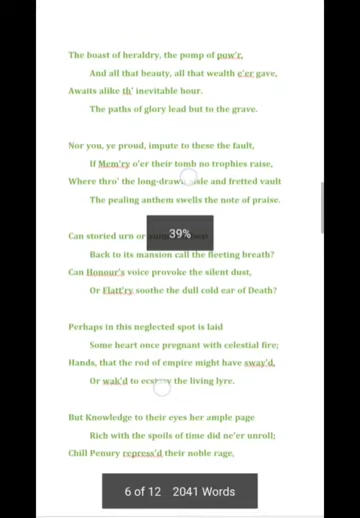 The boast of heraldry, the pomp of pow'r,
And all that beauty, all that wealth e'er gave,
Awaits alike th' inevitable hour.
The paths of glory lead but to the grave.
Nor you, ye proud, impute to these the fault,
If Mem'ry o'er their tomb no trophies raise,
Where thro' the long-drawn aisle and fretted vault
The pealing anthem swells the note of praise.
Can storied urn or
39%
Back to its mansion call the fleeting breath?
Can Honour's voice provoke the silent dust,
Or Flatt'ry soothe the dull cold ear of Death?
Perhaps in this neglected spot is laid
Some heart once pregnant with celestial fire;
Hands, that the rod of empire might have sway'd,
Or wak'd to ecstasy the living lyre.
But Knowledge to their eyes her ample page
Rich with the spoils of time did ne'er unroll;
Chill Penury repress'd their noble rage,
6 of 12 2041 Words